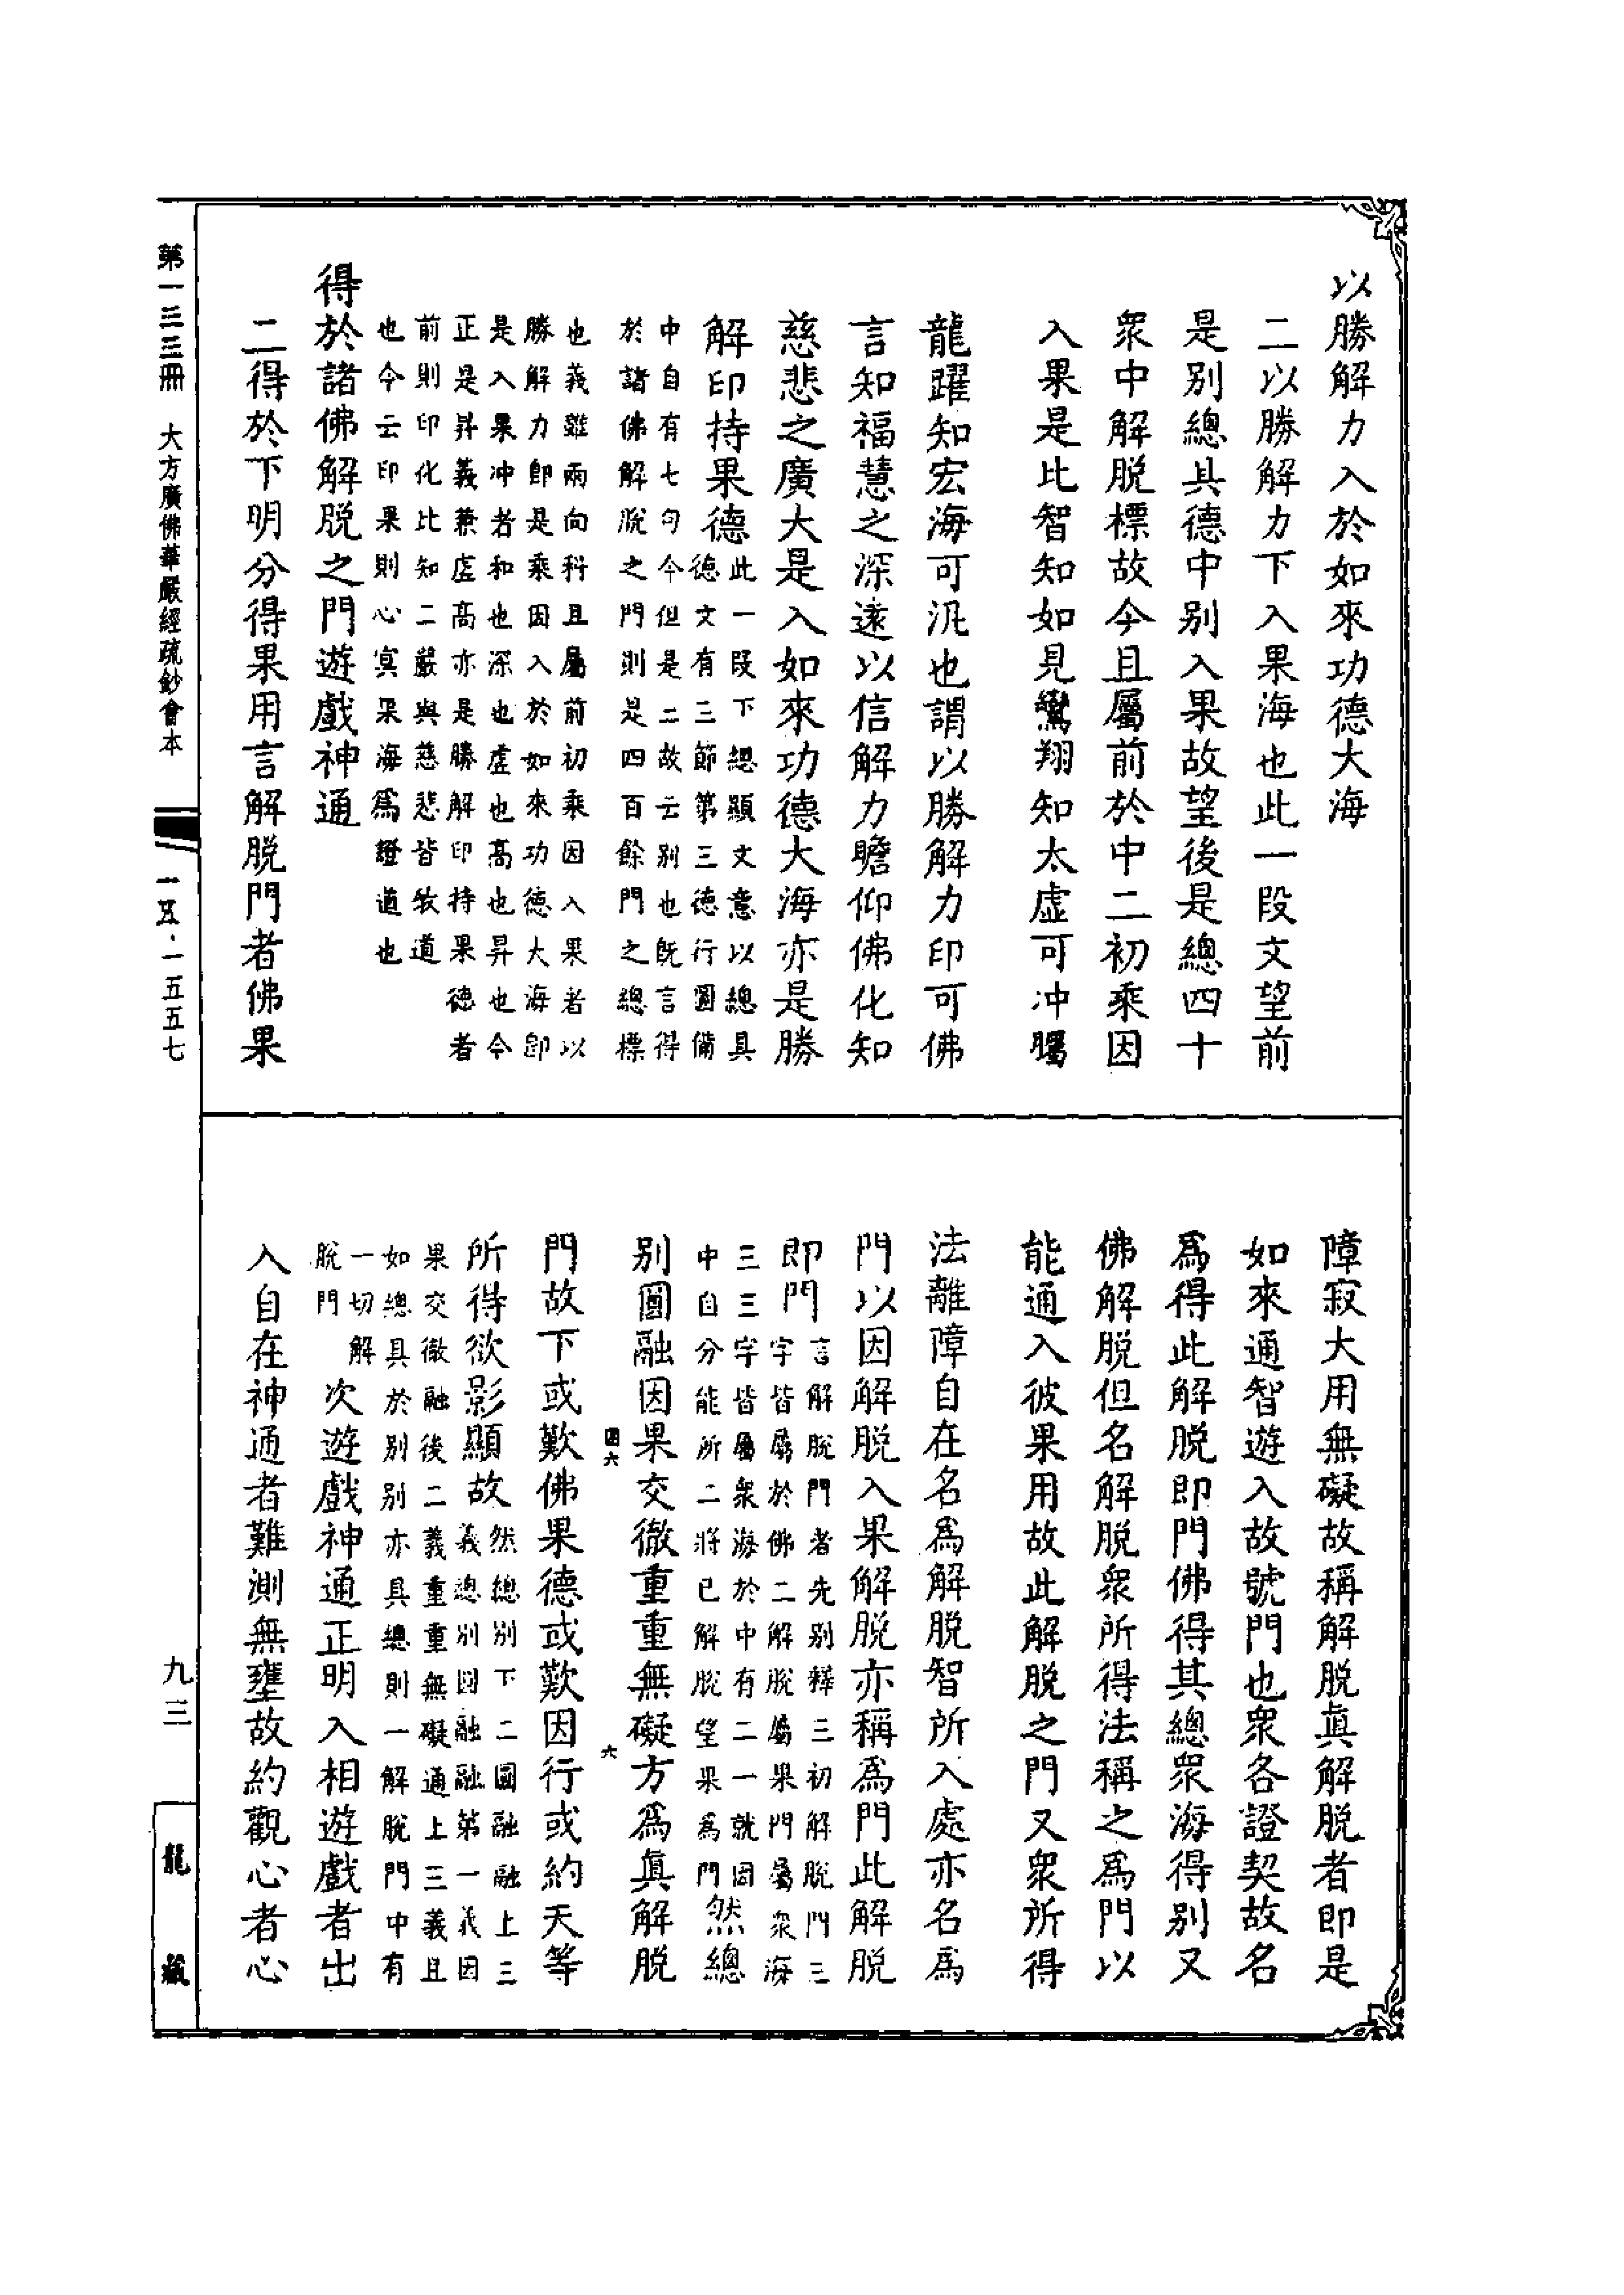 以勝解力入於如來功德大海
二以勝解力下入果海也此一段文望前
是別總具德中別入果故望後是總四十
眾中解脫標故今且屬前於中二初乘因
入果是比智知如見鸞翔知太虛可冲矚
龍躍知宏海可汎也謂以勝解力印可佛
言知福慧之深遠以信解力瞻仰佛化知
慈悲之廣大是入如來功德大海亦是勝
解印持果德
此一段下總顯文意以總具
德文有三節第三德行圓備
中自有七句今但是二故云別也既言得
於諸佛解脫之門則是四百餘門之總標
也義雖兩向科且屬前初乘因入果者以
勝解力即是乘因入於如來功德大海即
是入果冲者和也深也虛也高也昇也今
正是昇義兼虛高亦是勝解印持果德者
前則印化比知二嚴與慈悲皆教道
也今云印果則心冥果海爲證道也
得於諸佛解脫之門遊戲神通
二得於下明分得果用言解脫門者佛果
障寂大用無礙故稱解脫眞解脫者即是
如來通智遊入故號門也眾各證契故名
爲得此解脫即門佛得其總眾海得別又
佛解脫但名解脫眾所得法稱之爲門以
能通入彼果用故此解脫之門又眾所得
法離障自在名爲解脫智所入處亦名爲
門以因解脫入果解脫亦稱爲門此解脫
即門
言解脫門者先別釋三初解脫門三
字皆屬於佛二解脫屬果門屬眾海
三三字皆屬眾海於中有二一就因
中自分能所二將已解脫望果爲門
然總
別圓融因果交徹重重無礙方爲眞解脫
四六
六
門故下或歎佛果德或歎因行或約天等
所得欲影顯故
然總別下二圓融融上三
義總別圓融融第一義因
果交徹融後二義重重無礙通上三義且
如總具於別別亦具總則一解脫門中有
一切解
脫門
次遊戲神通正明入相遊戲者出
入自在神通者難測無壅故約觀心者心
第一三三冊 大方廣佛華嚴經疏鈔會本
一五·一五五七
九三
龍藏